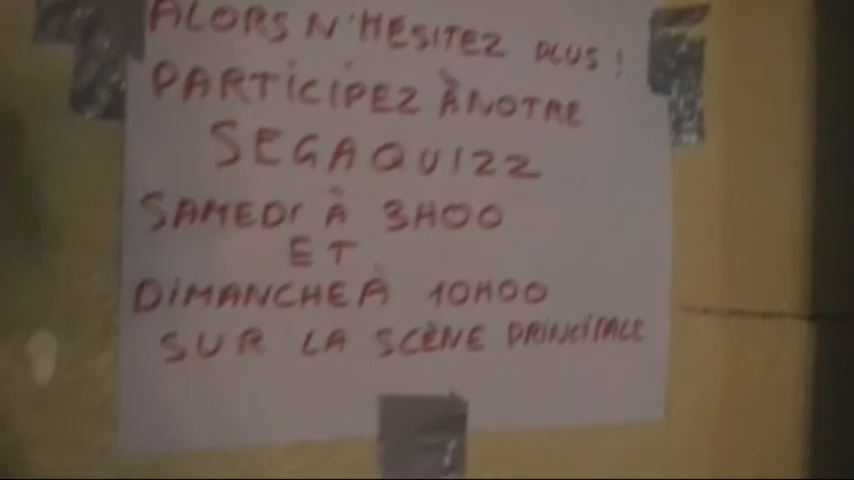 ALORS N'HESITEZ PLUS !
PARTICIPEZ À NOTRE
SEGA QUIZZ
SAMEDI À 3H00
ET
DIMANCHE À 10H00
SUR LA SCÈNE PRINCIPALE